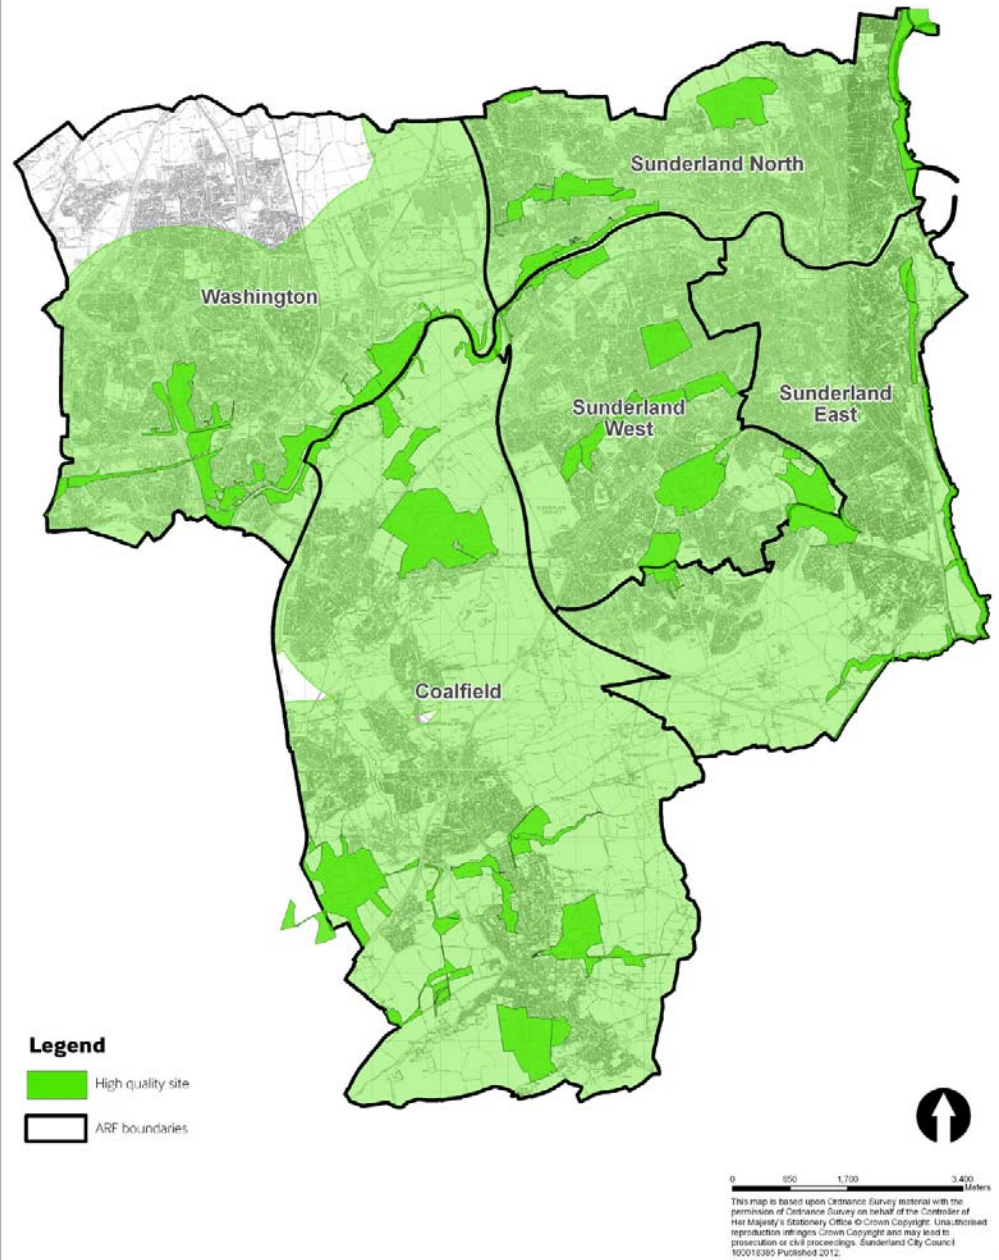 Sunderland North
Washington
Sunderland
East
Sunderland
West
Coalfield
Legend
High quality site
ARF boundaries
0 850 1,700 3,400
Meters
This map is based upon Ordnance Survey material with the
permission of Ordnance Survey on behalf of the Controller of
Her Majesty's Stationery Office © Crown Copyright. Unauthorised
reproduction infringes Crown Copyright and may lead to
prosecution or civil proceedings. Sunderland City Council
100018385 Published 2012.